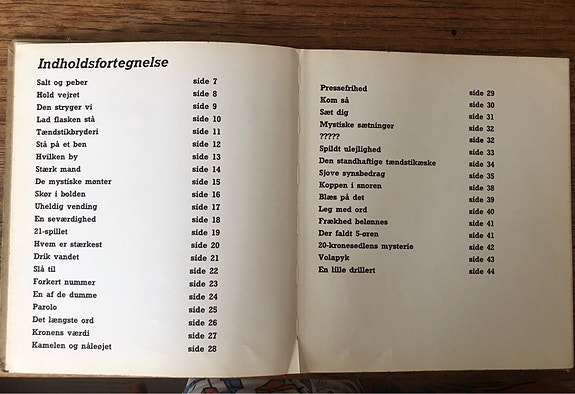 Indholdsfortegnelse
Salt og peber side 7
Hold vejret side 8
Den stryger vi side 9
Lad flasken stå side 10
Tændstikbryderi side 11
Stå på et ben side 12
Hvilken by side 13
Stærk mand side 14
De mystiske mønter side 15
Skør i bolden side 16
Uheldig vending side 17
En seværdighed side 18
21-spillet side 19
Hvem er stærkest side 20
Drik vandet side 21
Slå til side 22
Forkert nummer side 23
En af de dumme side 24
Parolo side 25
Det længste ord side 26
Kronens værdi side 27
Kamelen og nåleøjet side 28
Pressefrihed side 29
Kom så side 30
Sæt dig side 31
Mystiske sætninger side 32
????? side 32
Spildt ulejlighed side 33
Den standhaftige tændstikæske side 34
Sjove synsbedrag side 35
Koppen i snoren side 38
Blæs på det side 39
Leg med ord side 40
Frækhed belønnes side 41
Der faldt 5-øren side 41
20-kronesedlens mysterie side 42
Volapyk side 43
En lille drillert side 44